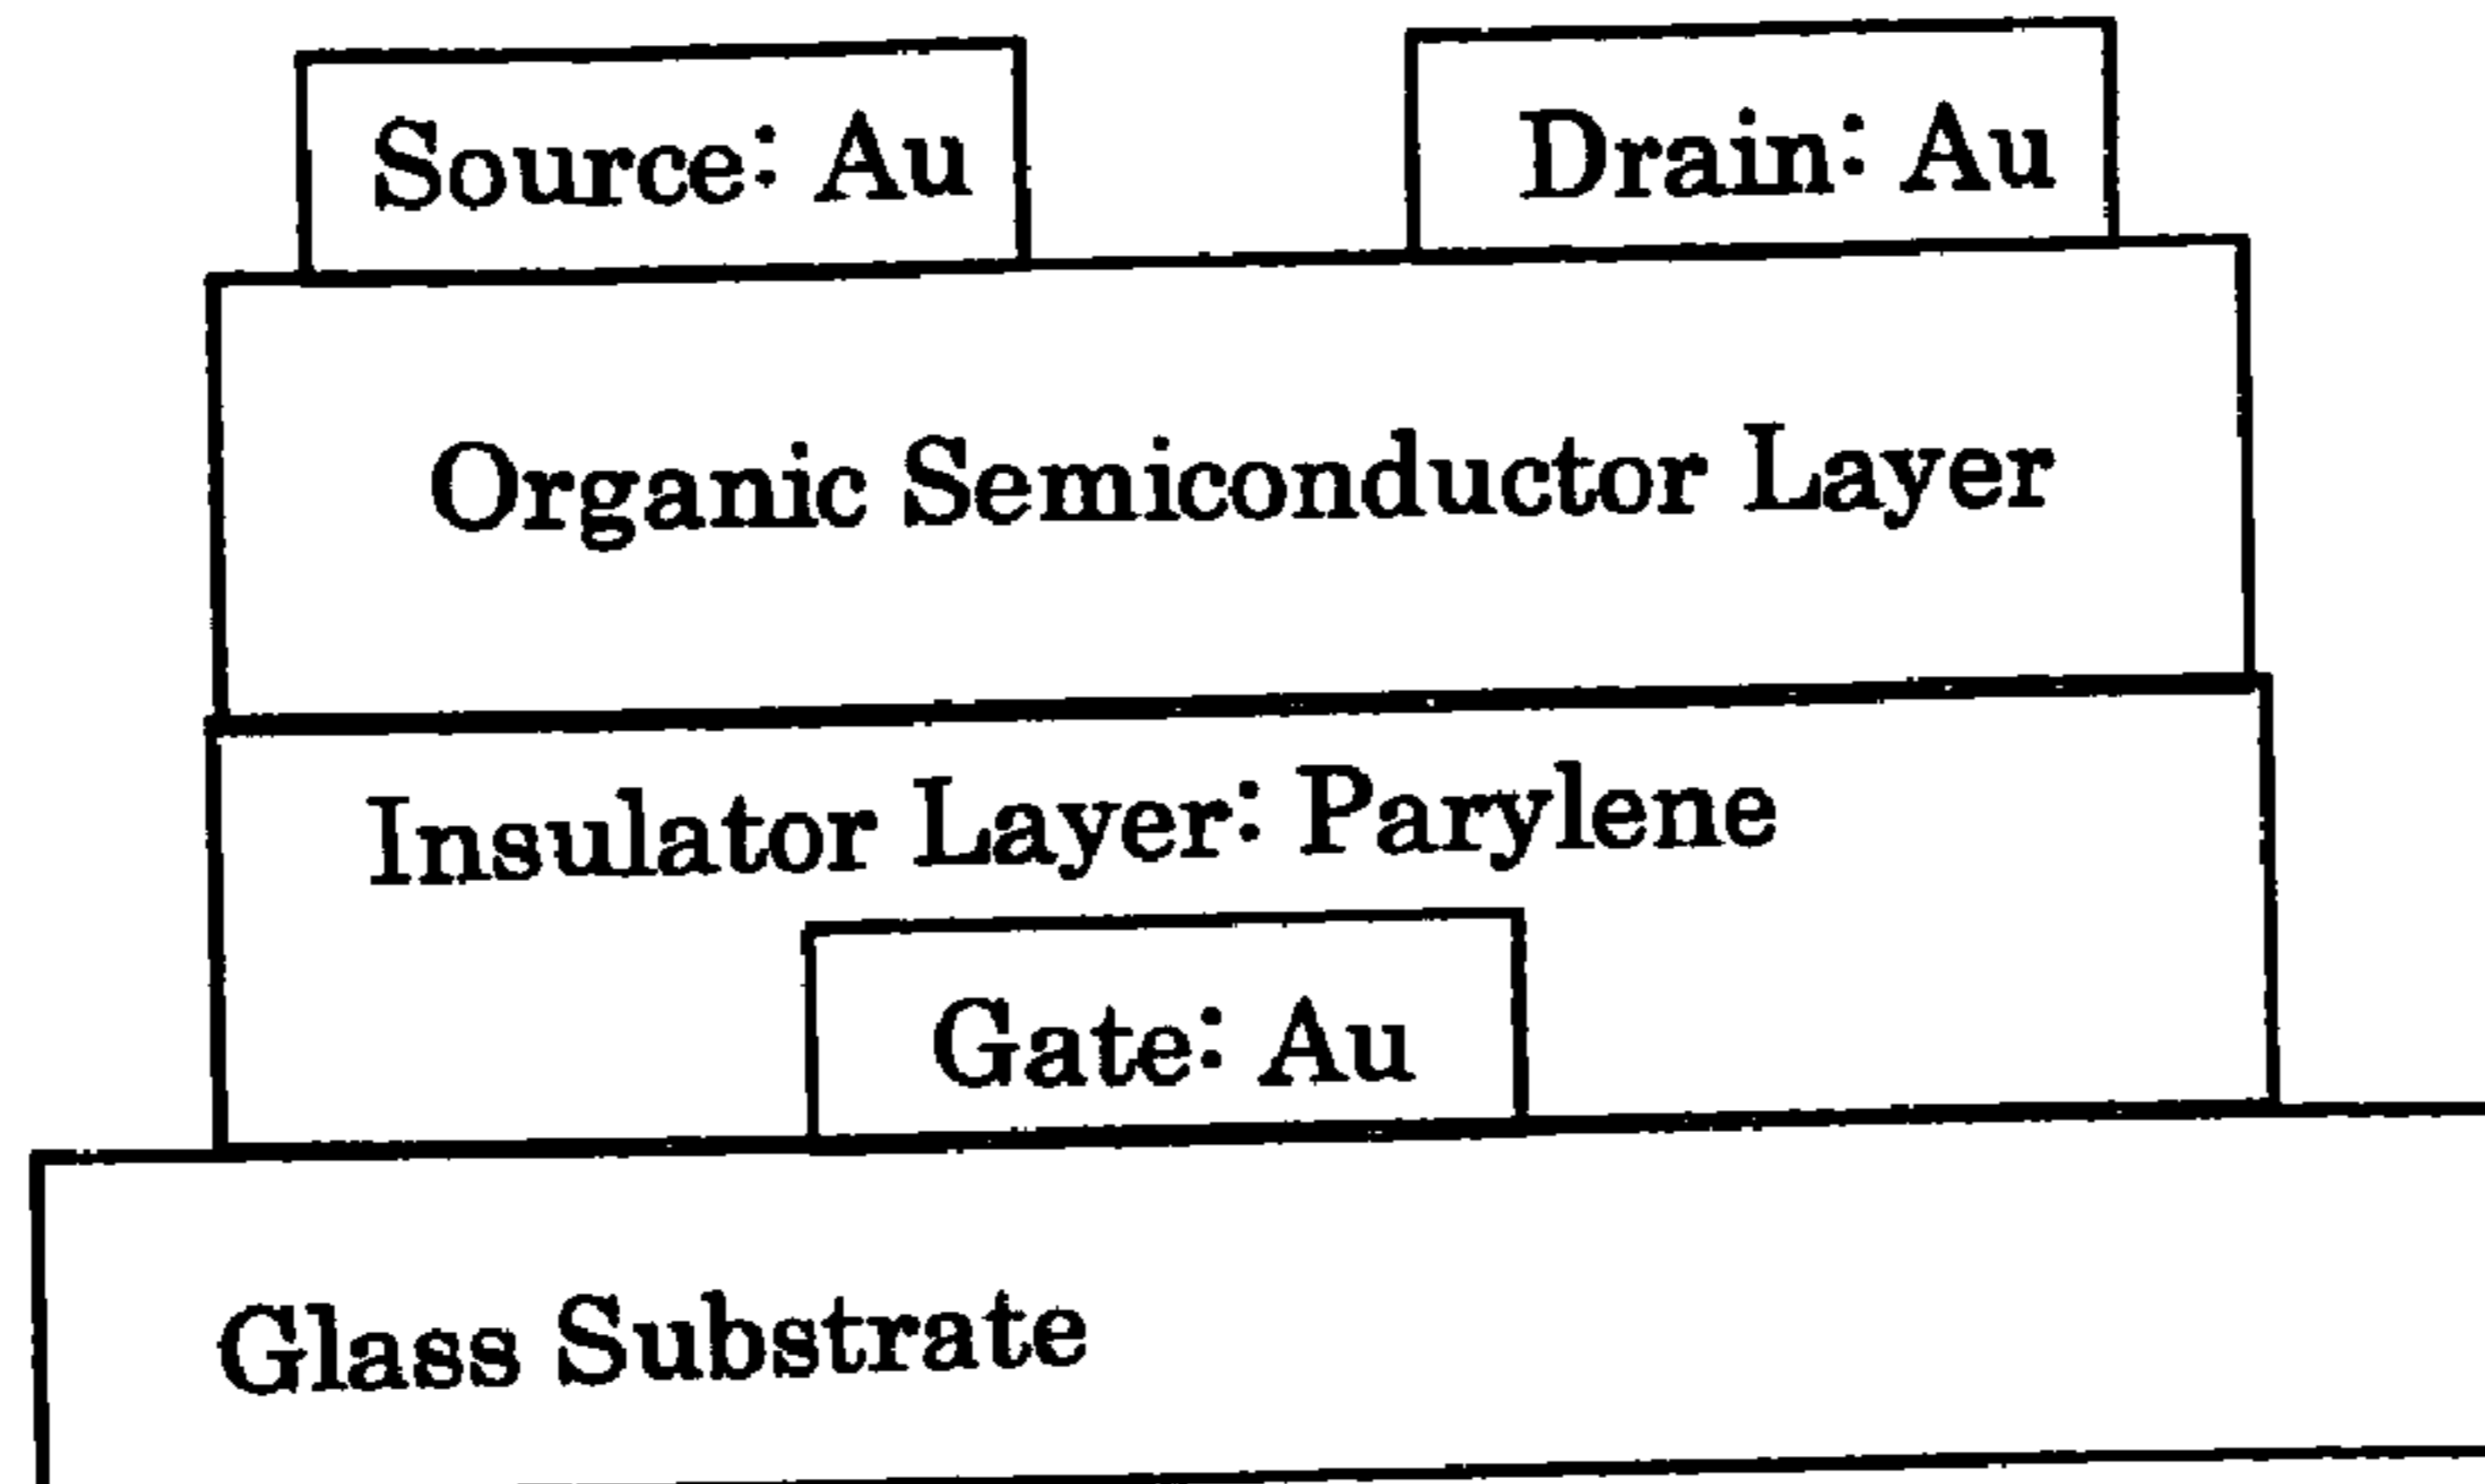 Source: Au
Drain: Au
Organic Semiconductor Layer
Insulator Layer: Parylene
Gate: Au
Glass Substrate